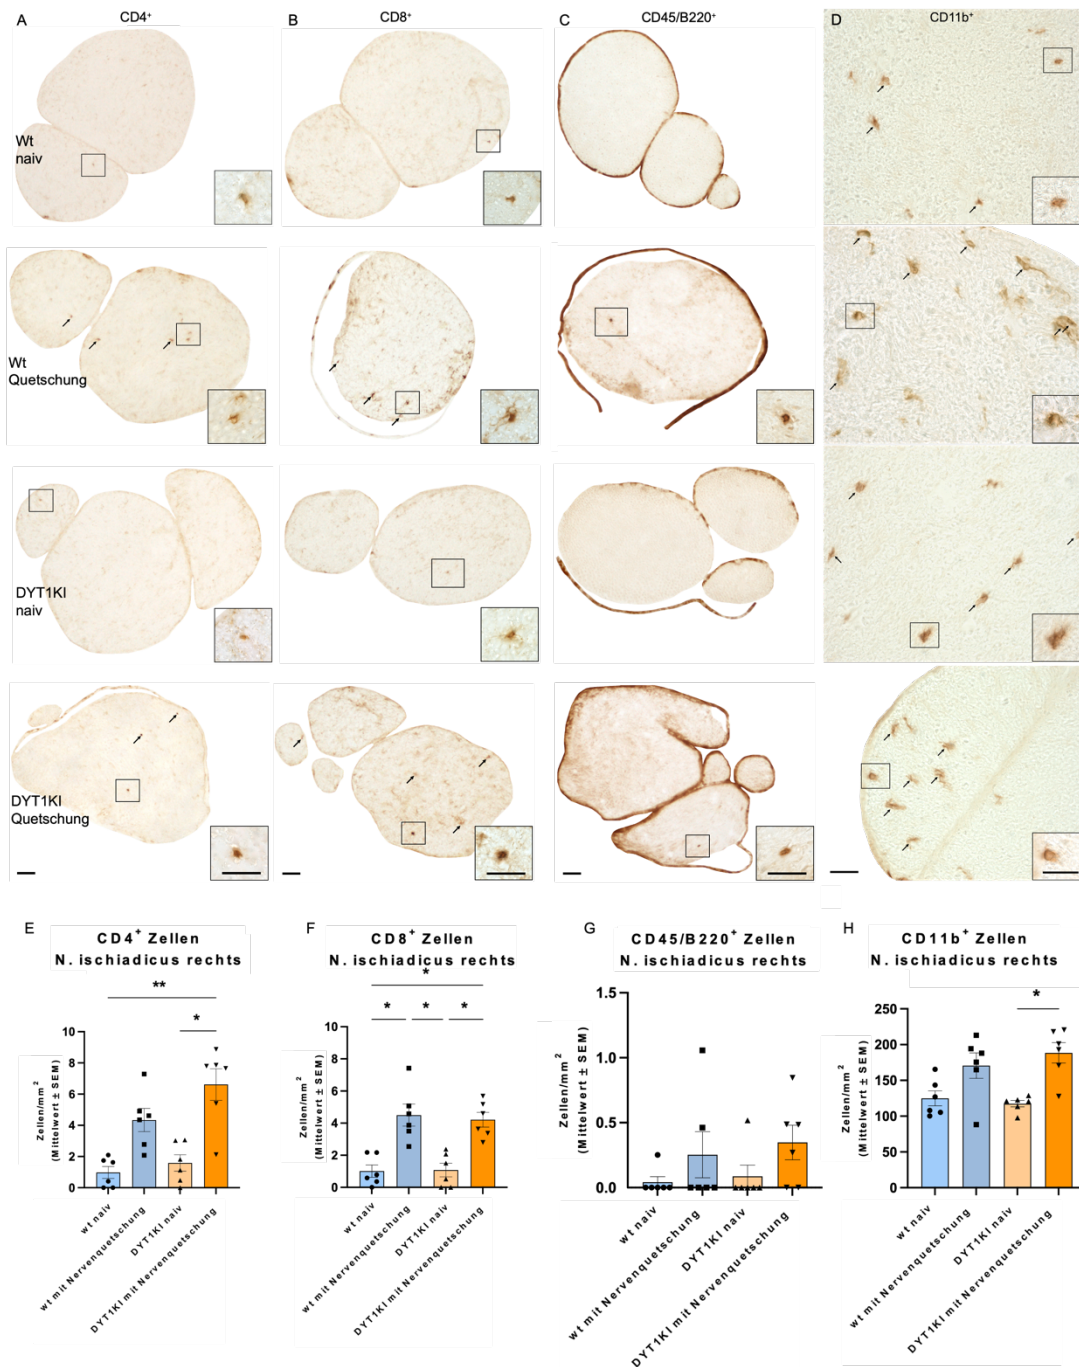 A CD4⁺
B CD8⁺
C CD45/B220⁺
D CD11b⁺
Wt
naiv
Wt
Quetschung
DYT1KI
naiv
DYT1KI
Quetschung
E
CD4⁺ Zellen
N. ischiadicus rechts
**
*
10
8
6
4
2
0
Zellen/mm²
(Mittelwert ± SEM)
wt naiv
wt mit Nervenquetschung
DYT1KI naiv
DYT1KI mit Nervenquetschung
F
CD8⁺ Zellen
N. ischiadicus rechts
*
* * *
10
8
6
4
2
0
Zellen/mm²
(Mittelwert ± SEM)
wt naiv
wt mit Nervenquetschung
DYT1KI naiv
DYT1KI mit Nervenquetschung
G
CD45/B220⁺ Zellen
N. ischiadicus rechts
1.5
1.0
0.5
0.0
Zellen/mm²
(Mittelwert ± SEM)
wt naiv
wt mit Nervenquetschung
DYT1KI naiv
DYT1KI mit Nervenquetschung
H
CD11b⁺ Zellen
N. ischiadicus rechts
*
250
200
150
100
50
0
Zellen/mm²
(Mittelwert ± SEM)
wt naiv
wt mit Nervenquetschung
DYT1KI naiv
DYT1KI mit Nervenquetschung